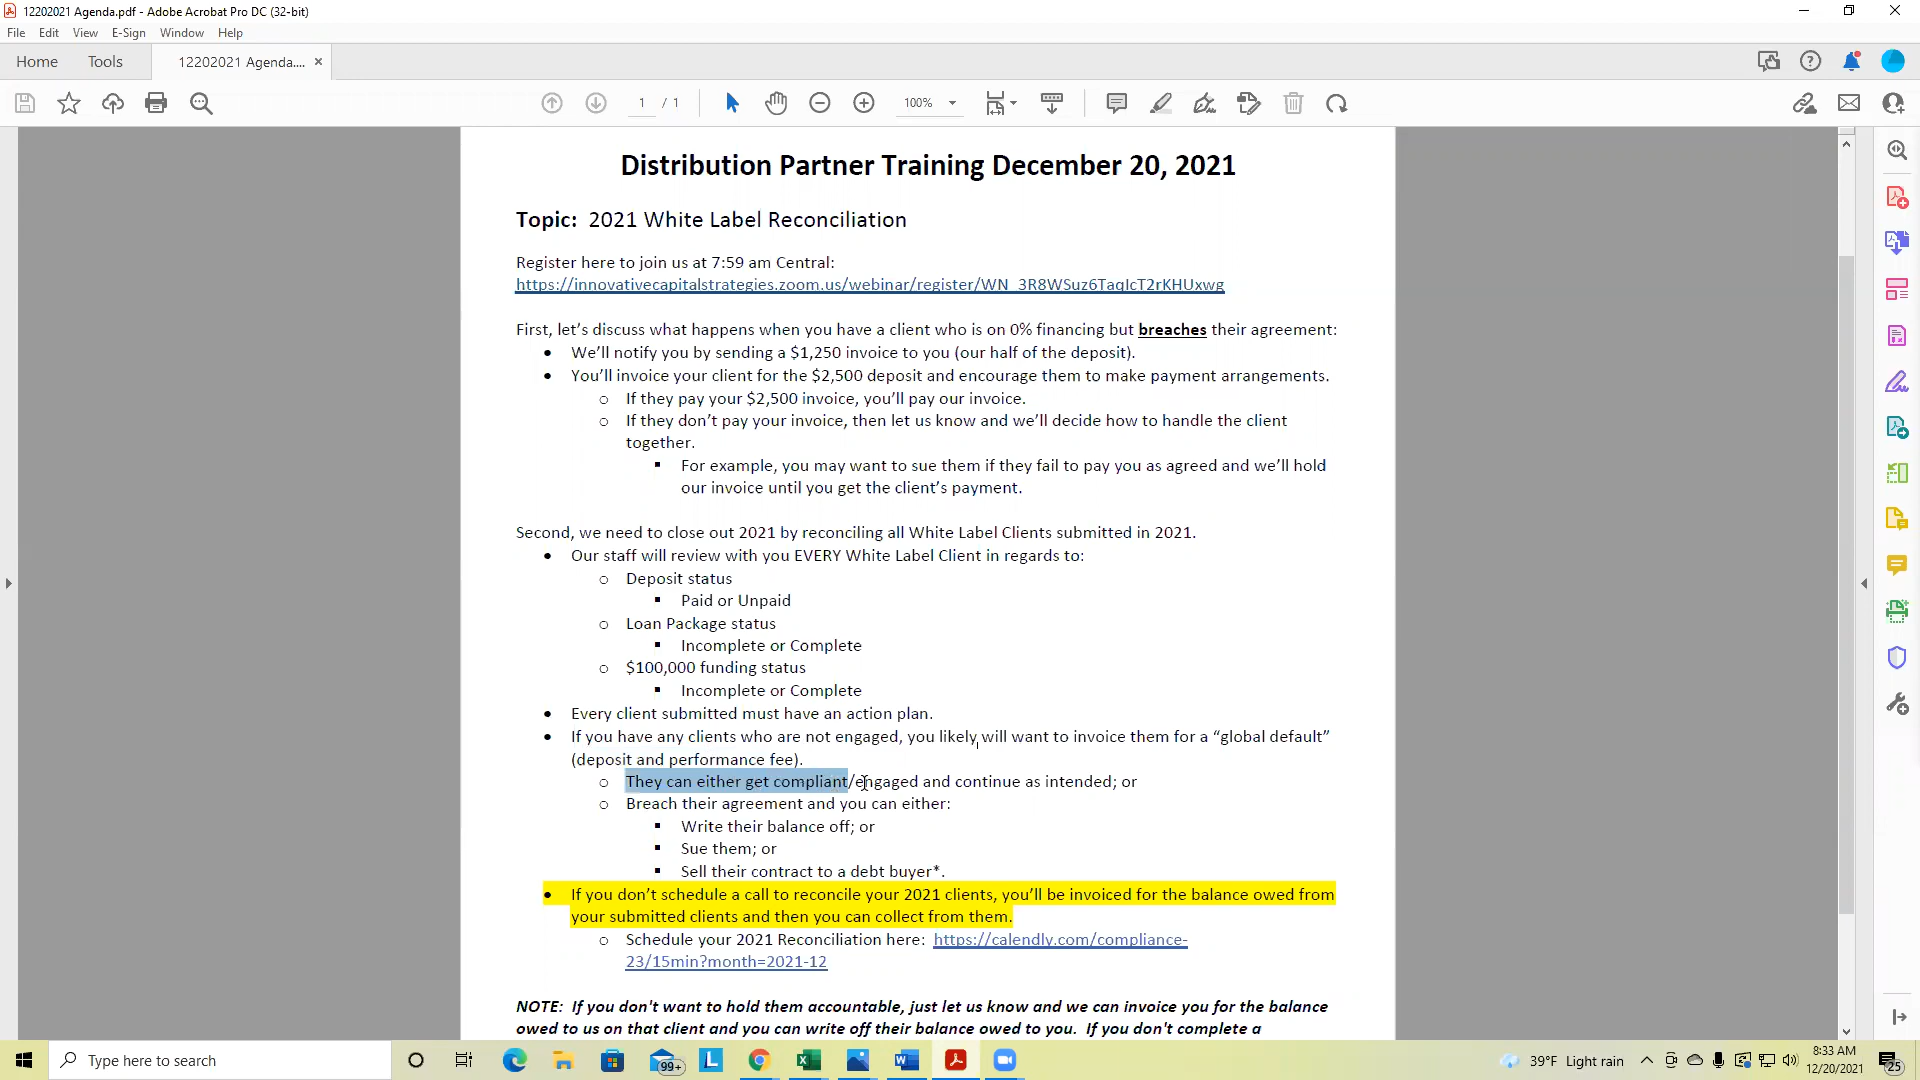 12202021 Agenda.pdf - Adobe Acrobat Pro DC (32-bit)
File Edit View E-Sign Window Help
Home Tools 12202021 Agenda.... ×
1 / 1 100%
Distribution Partner Training December 20, 2021
Topic: 2021 White Label Reconciliation
Register here to join us at 7:59 am Central:
https://innovativecapitalstrategies.zoom.us/webinar/register/WN_3R8WSuz6TaqIcT2rKHUxwg
First, let's discuss what happens when you have a client who is on 0% financing but breaches their agreement:
• We'll notify you by sending a $1,250 invoice to you (our half of the deposit).
• You'll invoice your client for the $2,500 deposit and encourage them to make payment arrangements.
o If they pay your $2,500 invoice, you'll pay our invoice.
o If they don't pay your invoice, then let us know and we'll decide how to handle the client
together.
▪ For example, you may want to sue them if they fail to pay you as agreed and we'll hold
our invoice until you get the client's payment.
Second, we need to close out 2021 by reconciling all White Label Clients submitted in 2021.
• Our staff will review with you EVERY White Label Client in regards to:
o Deposit status
▪ Paid or Unpaid
o Loan Package status
▪ Incomplete or Complete
o $100,000 funding status
▪ Incomplete or Complete
• Every client submitted must have an action plan.
• If you have any clients who are not engaged, you likely will want to invoice them for a "global default"
(deposit and performance fee).
o They can either get compliant/engaged and continue as intended; or
o Breach their agreement and you can either:
▪ Write their balance off; or
▪ Sue them; or
▪ Sell their contract to a debt buyer*.
• If you don't schedule a call to reconcile your 2021 clients, you'll be invoiced for the balance owed from
your submitted clients and then you can collect from them.
o Schedule your 2021 Reconciliation here: https://calendly.com/compliance-
23/15min?month=2021-12
NOTE: If you don't want to hold them accountable, just let us know and we can invoice you for the balance
owed to us on that client and you can write off their balance owed to you. If you don't complete a
Type here to search
99+
L
39°F Light rain
8:33 AM
12/20/2021
25